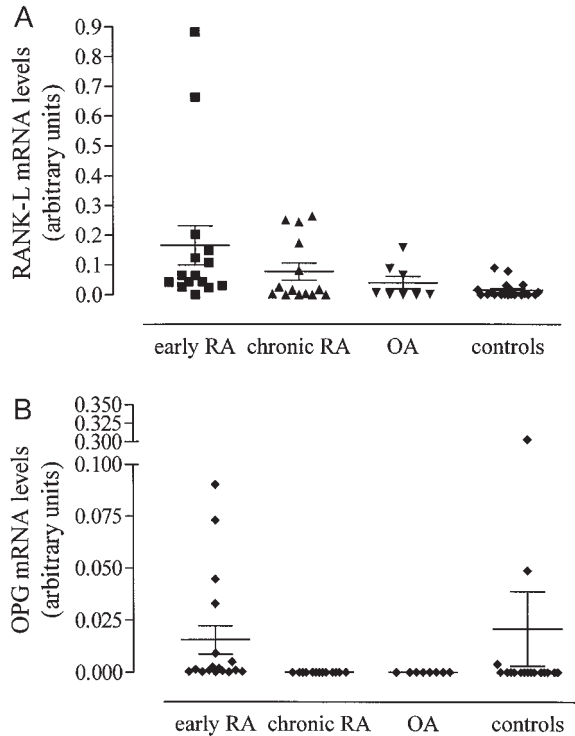 A
RANK-L mRNA levels
(arbitrary units)
0.9
0.8
0.7
0.6
0.5
0.4
0.3
0.2
0.1
0.0
early RA chronic RA OA controls
B
OPG mRNA levels
(arbitrary units)
0.350
0.325
0.300
0.100
0.075
0.050
0.025
0.000
early RA chronic RA OA controls